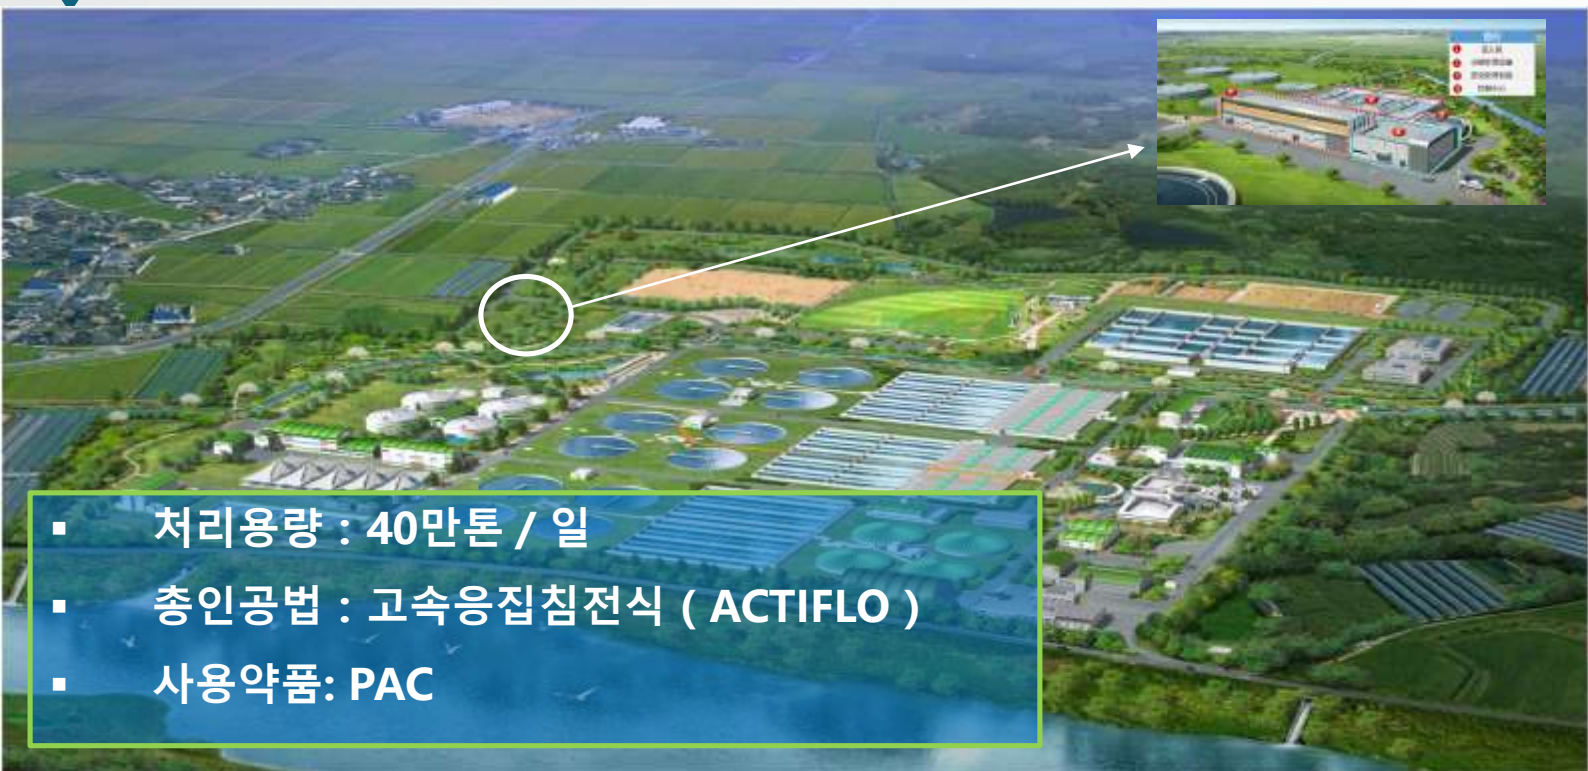 ▪ 처리용량 : 40만톤 / 일
▪ 총인공법 : 고속응집침전식 ( ACTIFLO )
▪ 사용약품: PAC